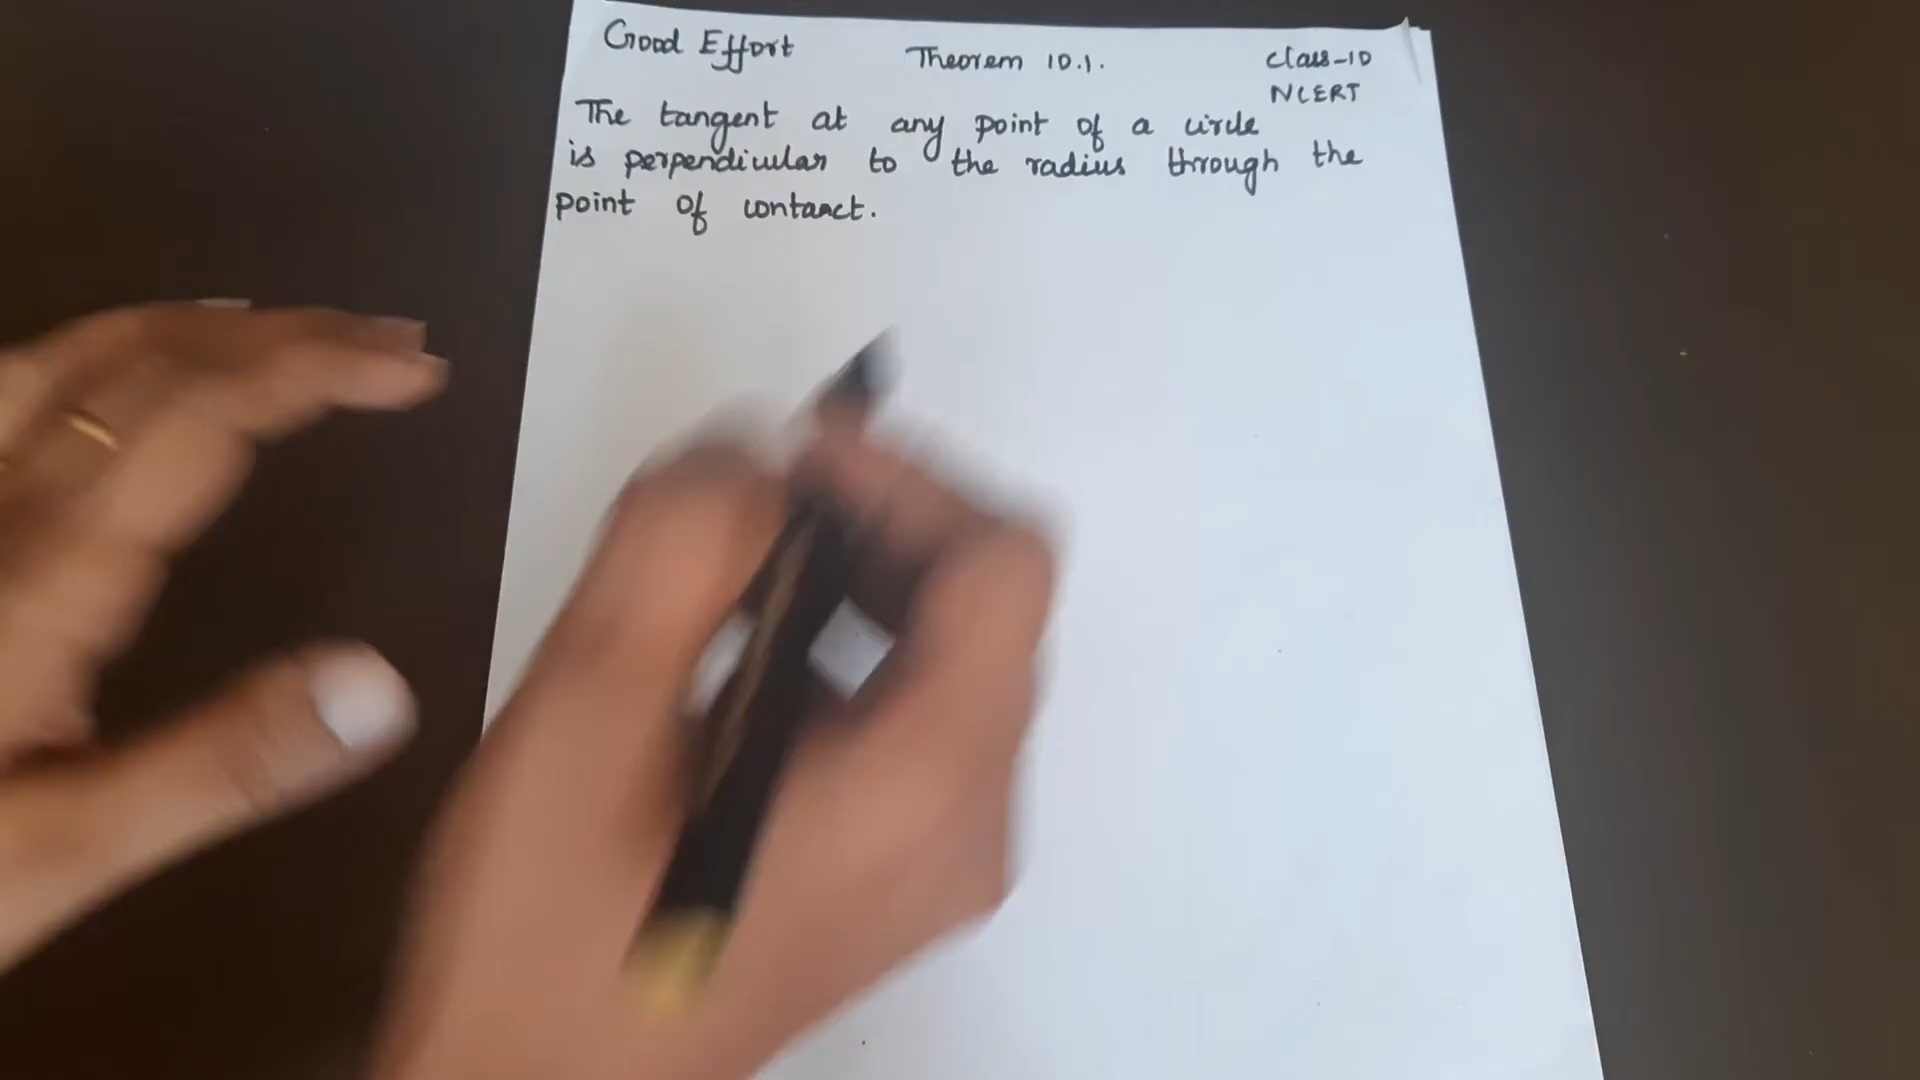 Good Effort Theorem 10.1. Class-10
NCERT
The tangent at any point of a circle
is perpendicular to the radius through the
point of contanct.